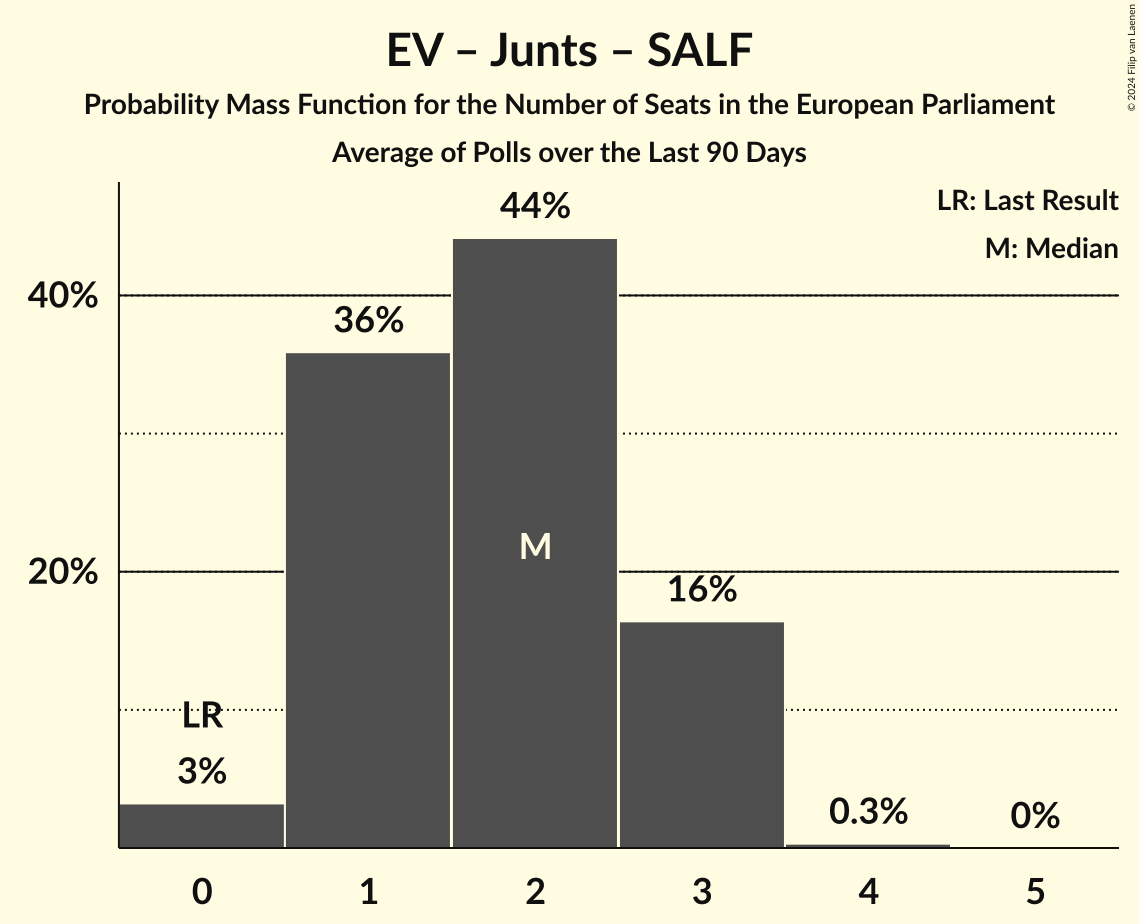 EV – Junts – SALF
Probability Mass Function for the Number of Seats in the European Parliament
Average of Polls over the Last 90 Days
© 2024 Filip van Laenen
LR: Last Result
M: Median
44%
40%
36%
M
20%
16%
LR
3%
0.3%
0%
0 1 2 3 4 5